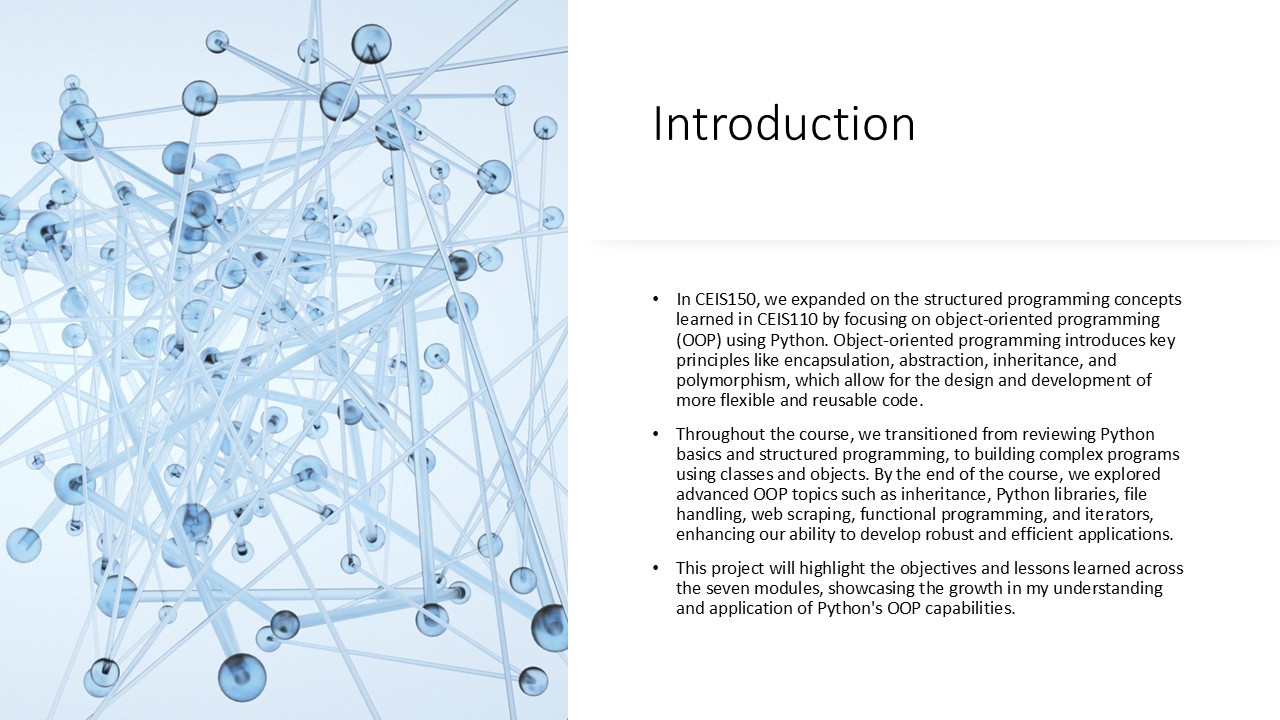 Introduction
• In CEIS150, we expanded on the structured programming concepts
learned in CEIS110 by focusing on object-oriented programming
(OOP) using Python. Object-oriented programming introduces key
principles like encapsulation, abstraction, inheritance, and
polymorphism, which allow for the design and development of
more flexible and reusable code.
• Throughout the course, we transitioned from reviewing Python
basics and structured programming, to building complex programs
using classes and objects. By the end of the course, we explored
advanced OOP topics such as inheritance, Python libraries, file
handling, web scraping, functional programming, and iterators,
enhancing our ability to develop robust and efficient applications.
• This project will highlight the objectives and lessons learned across
the seven modules, showcasing the growth in my understanding
and application of Python's OOP capabilities.